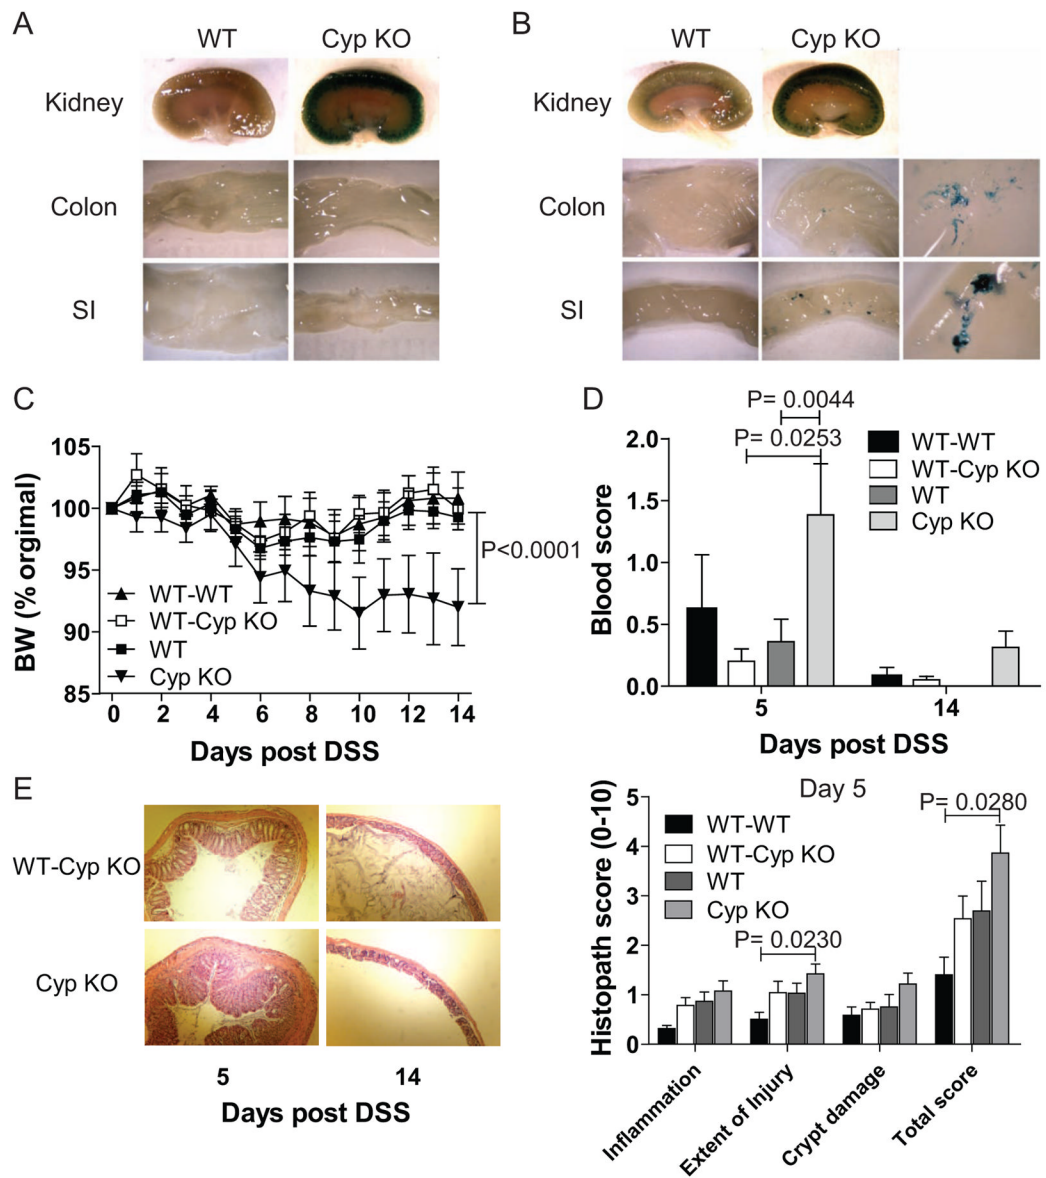 A
WT
Cyp KO
Kidney
Colon
SI
B
WT
Cyp KO
Kidney
Colon
SI
C
105
100
95
90
85
BW (% orgimal)
WT-WT
WT-Cyp KO
WT
Cyp KO
P<0.0001
0 2 4 6 8 10 12 14
Days post DSS
D
P= 0.0044
P= 0.0253
2.0
1.5
1.0
0.5
0.0
Blood score
WT-WT
WT-Cyp KO
WT
Cyp KO
5 14
Days post DSS
E
WT-Cyp KO
Cyp KO
5 14
Days post DSS
Day 5
P= 0.0280
5
4
3
2
1
0
Histopath score (0-10)
WT-WT
WT-Cyp KO
WT
Cyp KO
P= 0.0230
Inflammation
Extent of Injury
Crypt damage
Total score